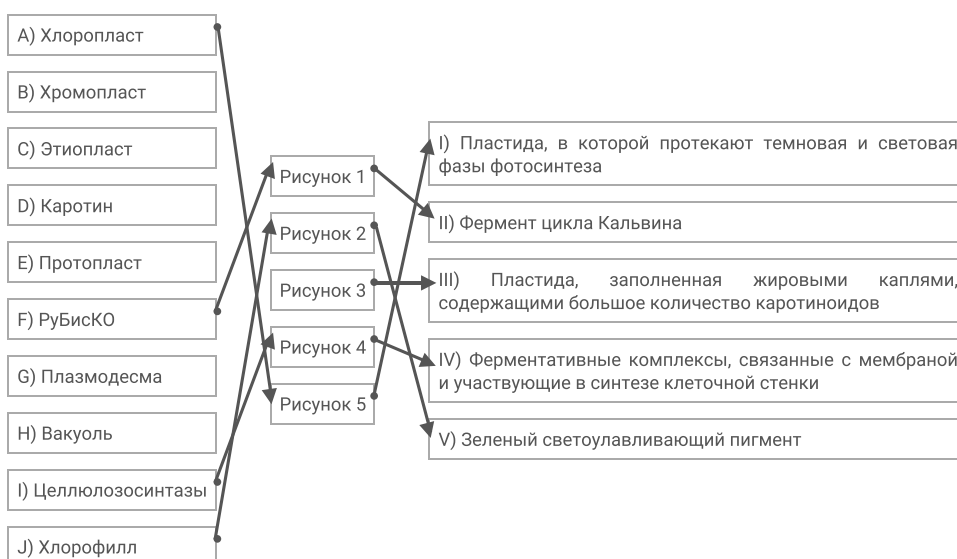 A) Хлоропласт
B) Хромопласт
C) Этиопласт
D) Каротин
E) Протопласт
F) РуБисКО
G) Плазмодесма
H) Вакуоль
I) Целлюлозосинтазы
J) Хлорофилл
Рисунок 1
Рисунок 2
Рисунок 3
Рисунок 4
Рисунок 5
I) Пластида, в которой протекают темновая и световая
фазы фотосинтеза
II) Фермент цикла Кальвина
III) Пластида, заполненная жировыми каплями,
содержащими большое количество каротиноидов
IV) Ферментативные комплексы, связанные с мембраной
и участвующие в синтезе клеточной стенки
V) Зеленый светоулавливающий пигмент